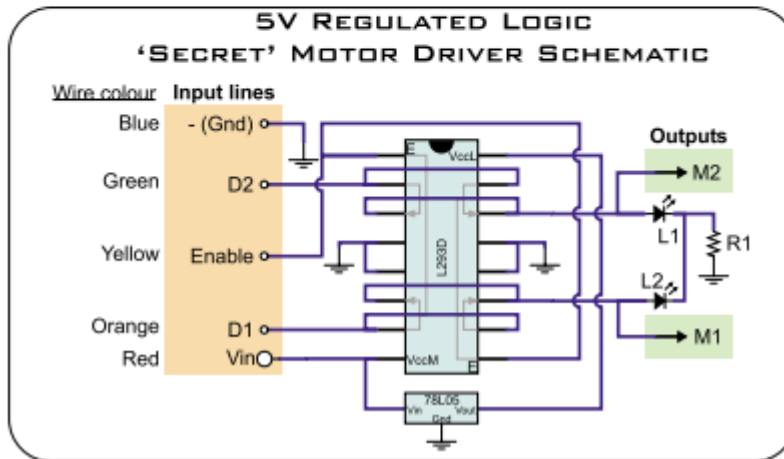 5V Regulated Logic
‘Secret’ Motor Driver Schematic
Wire colour Input lines
Blue - (Gnd)
Green D2
Yellow Enable
Orange D1
Red Vin
E
VccL
L293D
VccM
E
78L05
Vin Vout
Gnd
Outputs
M2
L1
R1
L2
M1